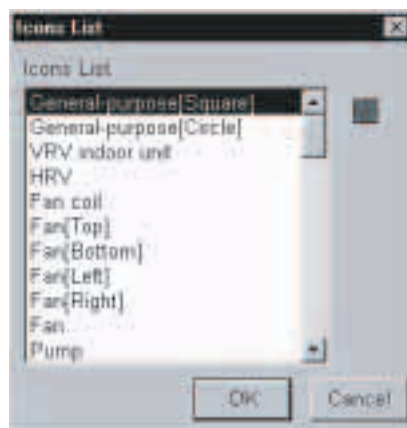 Icons List
Icons List
General-purpose[Square]
General-purpose[Circle]
VRV indoor unit
HRV
Fan coil
Fan[Top]
Fan[Bottom]
Fan[Left]
Fan[Right]
Fan
Pump
OK
Cancel